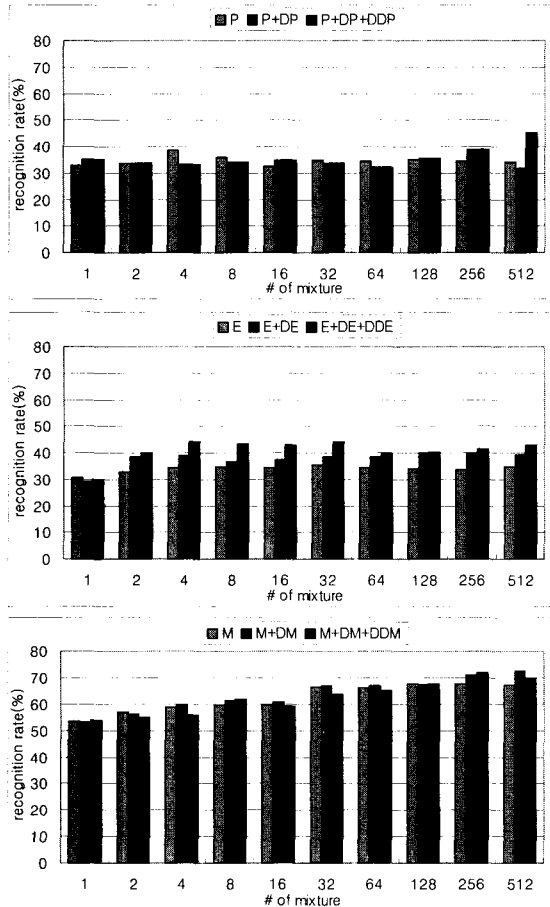 P P+DP P+DP+DDP
recognition rate(%)
80
70
60
50
40
30
20
10
0
1 2 4 8 16 32 64 128 256 512
# of mixture
E E+DE E+DE+DDE
recognition rate(%)
80
70
60
50
40
30
20
10
0
1 2 4 8 16 32 64 128 256 512
# of mixture
M M+DM M+DM+DDM
recognition rate(%)
80
70
60
50
40
30
20
10
0
1 2 4 8 16 32 64 128 256 512
# of mixture